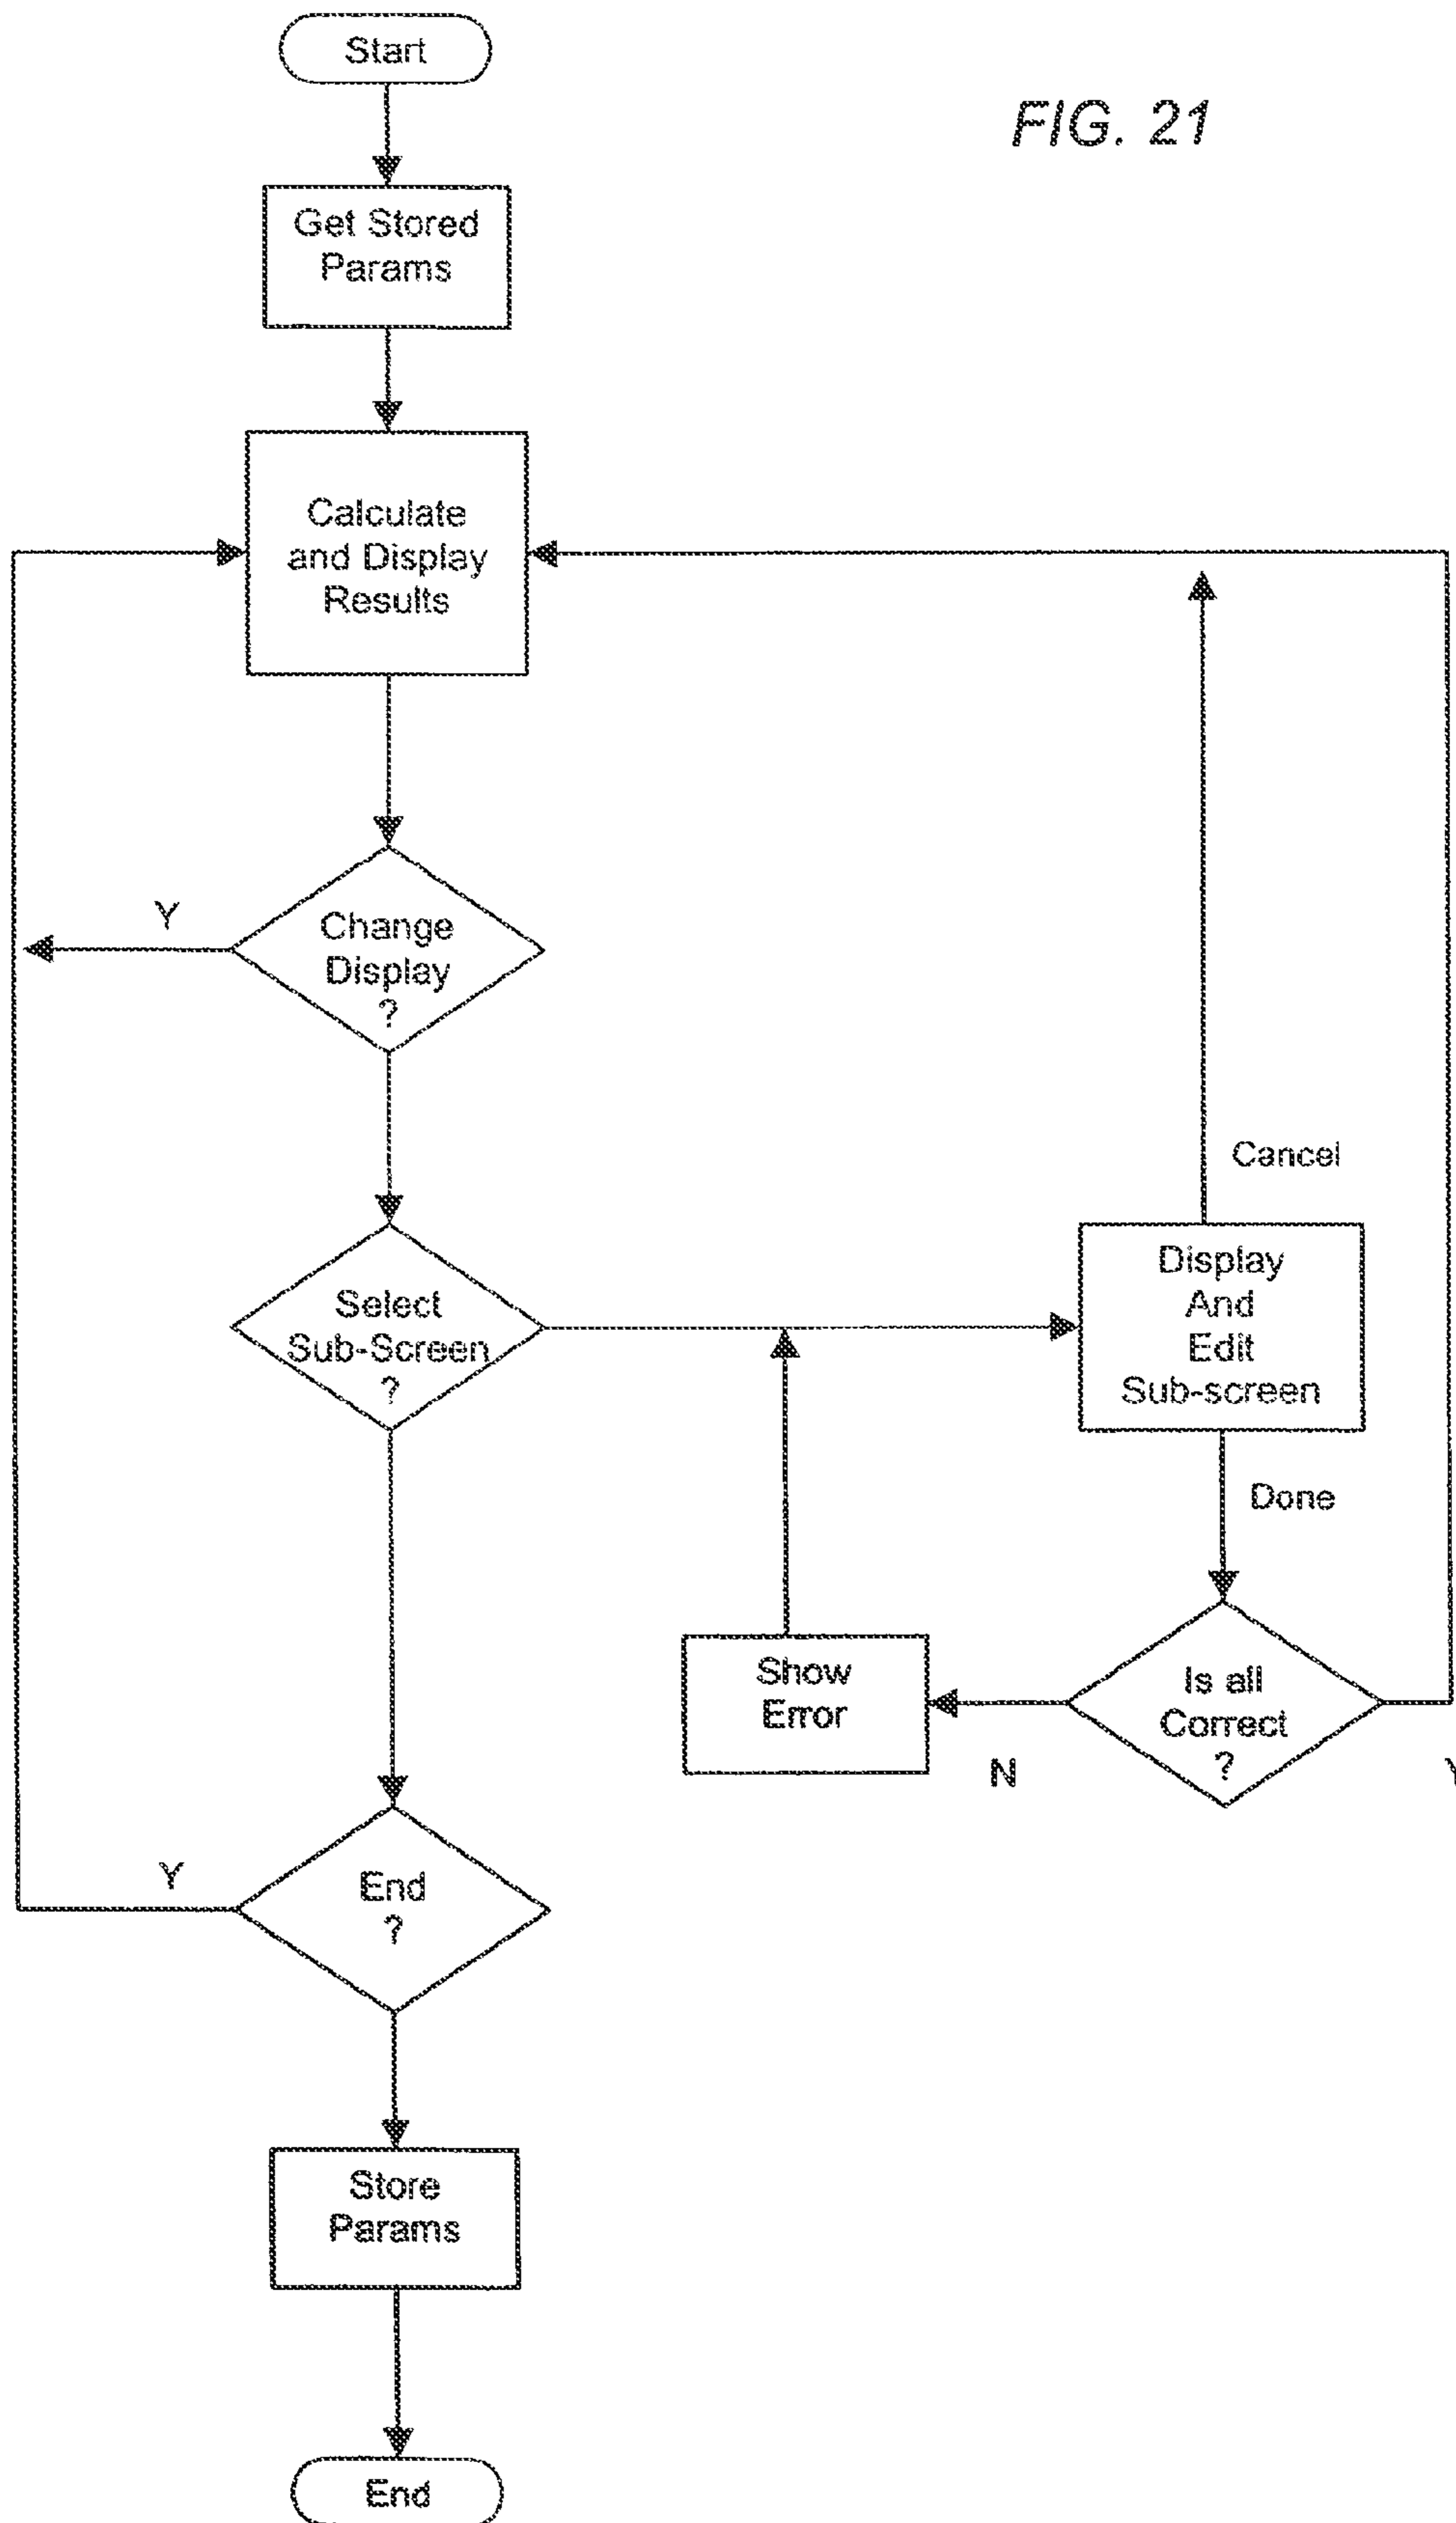 Start
FIG. 21
Get Stored
Params
Calculate
and Display
Results
Y
Change
Display
?
Cancel
Select
Sub-Screen
?
Display
And
Edit
Sub-screen
Done
Show
Error
Is all
Correct
?
N
Y
Y
End
?
Store
Params
End